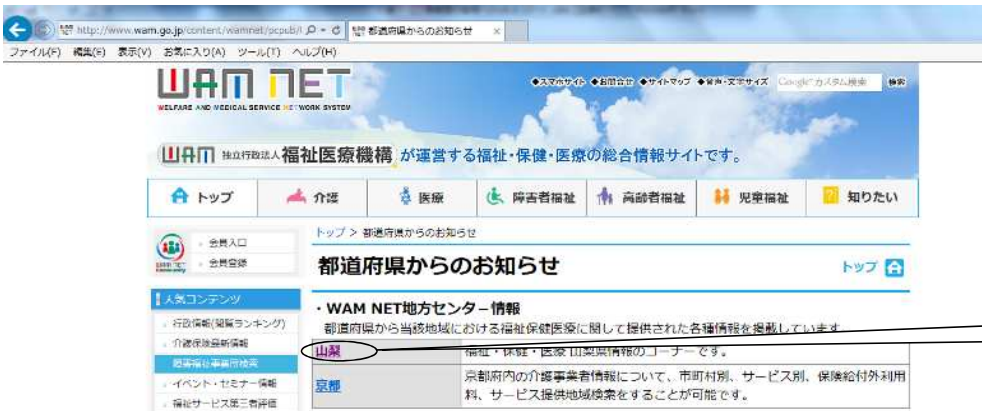 http://www.wam.go.jp/content/wamnet/pcpub/
都道府県からのお知らせ
ファイル(F) 編集(E) 表示(V) お気に入り(A) ツール(T) ヘルプ(H)
WAM NET
WELFARE AND MEDICAL SERVICE NETWORK SYSTEM
◆スマホサイト ◆お問合せ ◆サイトマップ ◆音声・文字サイズ Google カスタム検索 検索
WAM 独立行政法人福祉医療機構 が運営する福祉・保健・医療の総合情報サイトです。
トップ 介護 医療 障害者福祉 高齢者福祉 児童福祉 知りたい
会員入口
会員登録
トップ > 都道府県からのお知らせ
都道府県からのお知らせ
トップ
人気コンテンツ
行政情報(閲覧ランキング)
介護保険最新情報
障害福祉事業所検索
イベント・セミナー情報
福祉サービス第三者評価
・WAM NET地方センター情報
都道府県から当該地域における福祉保健医療に関して提供された各種情報を掲載しています。
山梨 福祉・保健・医療 山梨県情報のコーナーです。
京都 京都府内の介護事業者情報について、市町村別、サービス別、保険給付外利用
料、サービス提供地域検索をすることが可能です。